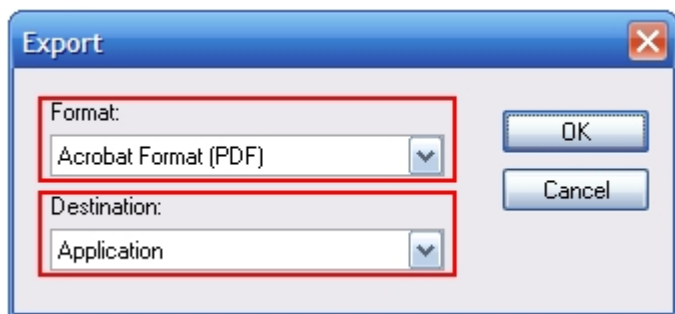 Export
Format:
Acrobat Format (PDF)
OK
Destination:
Cancel
Application